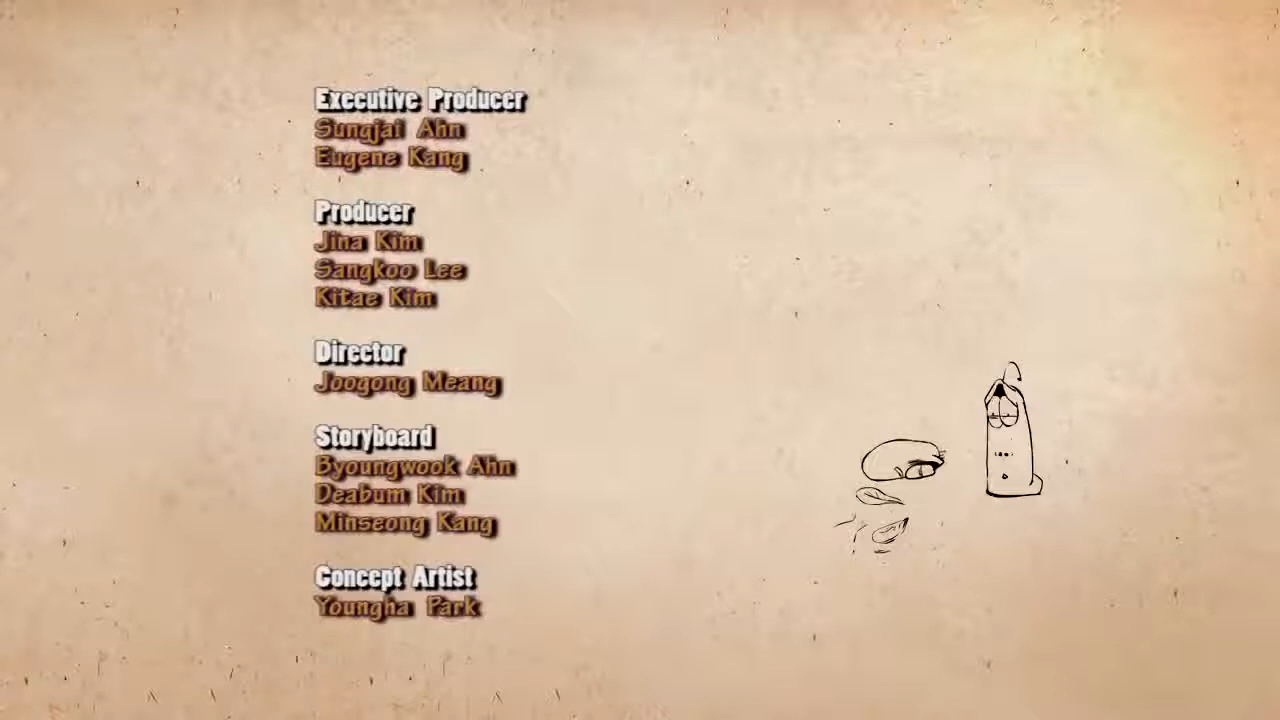 Executive Producer
Sungjai Ahn
Eugene Kang
Producer
Jina Kim
Sangkoo Lee
Kitae Kim
Director
Joogong Meang
Storyboard
Byoungwook Ahn
Deabum Kim
Minseong Kang
Concept Artist
Youngha Park